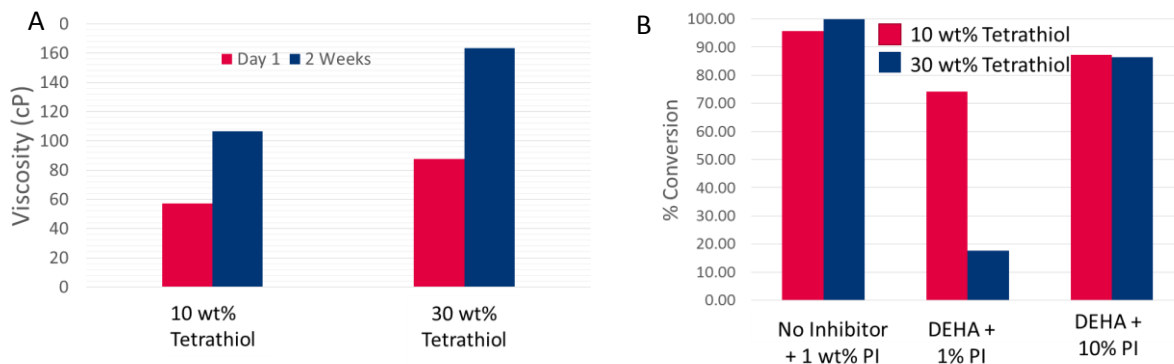 A
Viscosity (cP)
0
160
140
120
100
80
60
40
20
0
Day 1 2 Weeks
10 wt%
Tetrathiol
30 wt%
Tetrathiol
B
% Conversion
100.00
90.00
80.00
70.00
60.00
50.00
40.00
30.00
20.00
10.00
0.00
10 wt% Tetrathiol
30 wt% Tetrathiol
No Inhibitor
+ 1 wt% PI
DEHA +
1% PI
DEHA +
10% PI